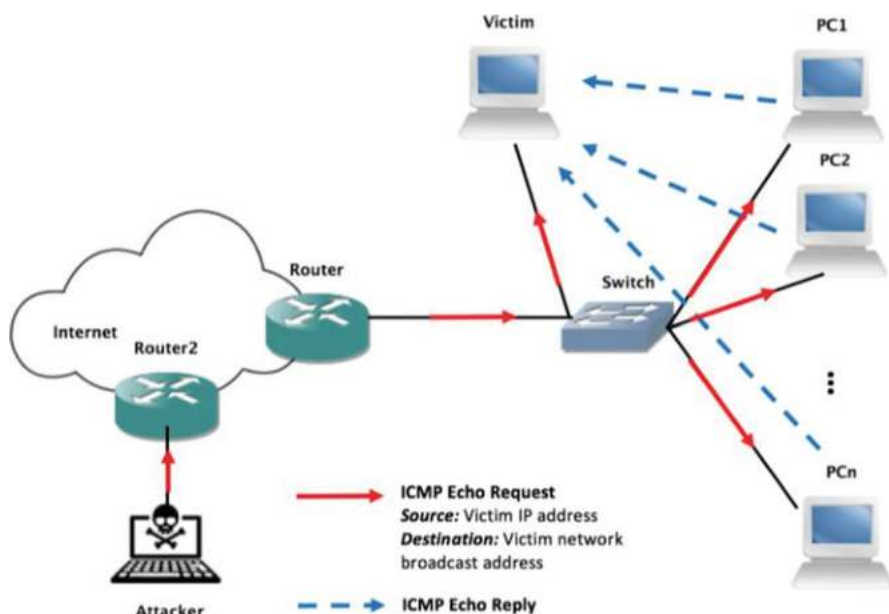 Victim
PC1
PC2
Router
Switch
Internet
Router2
PCn
ICMP Echo Request
Source: Victim IP address
Destination: Victim network
broadcast address
ICMP Echo Reply
Attacker